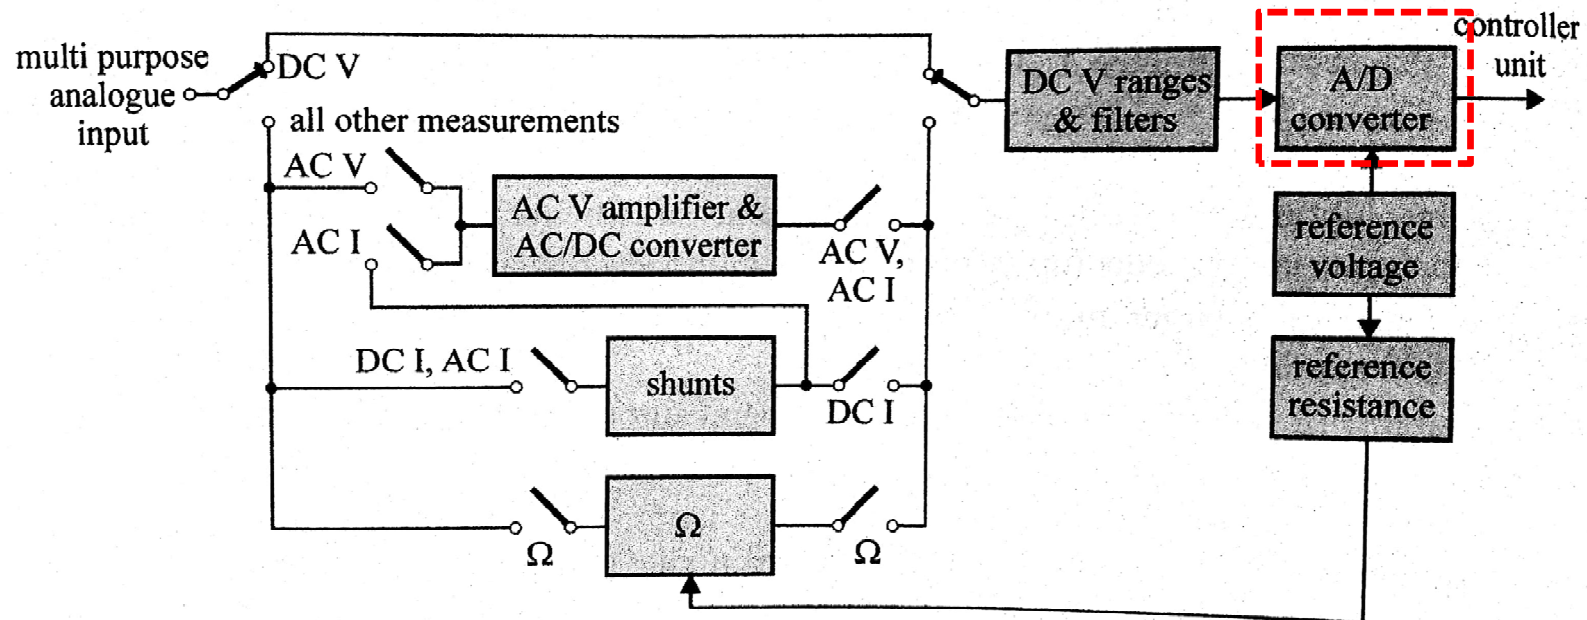 multi purpose
analogue
input
DC V
all other measurements
AC V
AC I
AC V amplifier &
AC/DC converter
AC V,
AC I
DC I, AC I
shunts
DC I
Ω
Ω
Ω
DC V ranges
& filters
A/D
converter
controller
unit
reference
voltage
reference
resistance